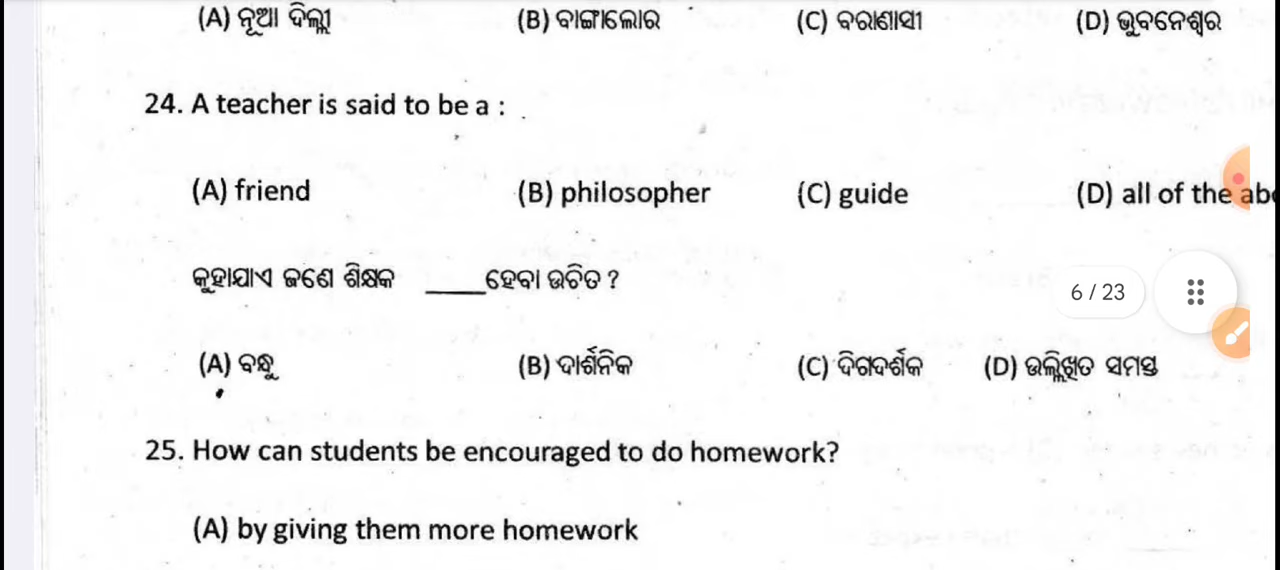 (A) ନୂଆ ଦିଲ୍ଲୀ (B) ବାଙ୍ଗାଲୋର (C) ବରାଣାସୀ (D) ଭୁବନେଶ୍ୱର
24. A teacher is said to be a :
(A) friend (B) philosopher (C) guide (D) all of the
କୁହାଯାଏ ଜଣେ ଶିକ୍ଷକ _____ହେବା ଉଚିତ ?
6 / 23
(A) ବନ୍ଧୁ (B) ଦାର୍ଶନିକ (C) ଦିଗଦର୍ଶକ (D) ଉଲ୍ଲିଖିତ ସମସ୍ତ
25. How can students be encouraged to do homework?
(A) by giving them more homework